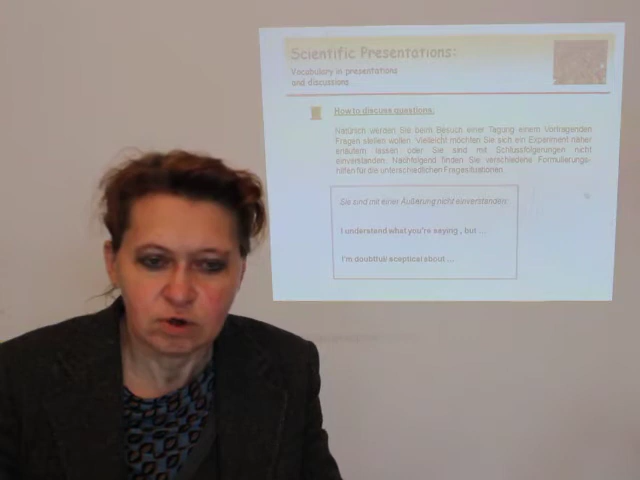 Scientific Presentations:
Vocabulary in presentations
and discussions
How to discuss questions:
Natürlich werden Sie beim Besuch einer Tagung einem Vortragenden
Fragen stellen wollen. Vielleicht möchten Sie sich ein Experiment näher
erläutern lassen oder Sie sind mit Schlussfolgerungen nicht
einverstanden. Nachfolgend finden Sie verschiedene Formulierungs-
hilfen für die unterschiedlichen Fragesituationen.
Sie sind mit einer Äußerung nicht einverstanden:
I understand what you're saying , but ...
I'm doubtful/ sceptical about ...